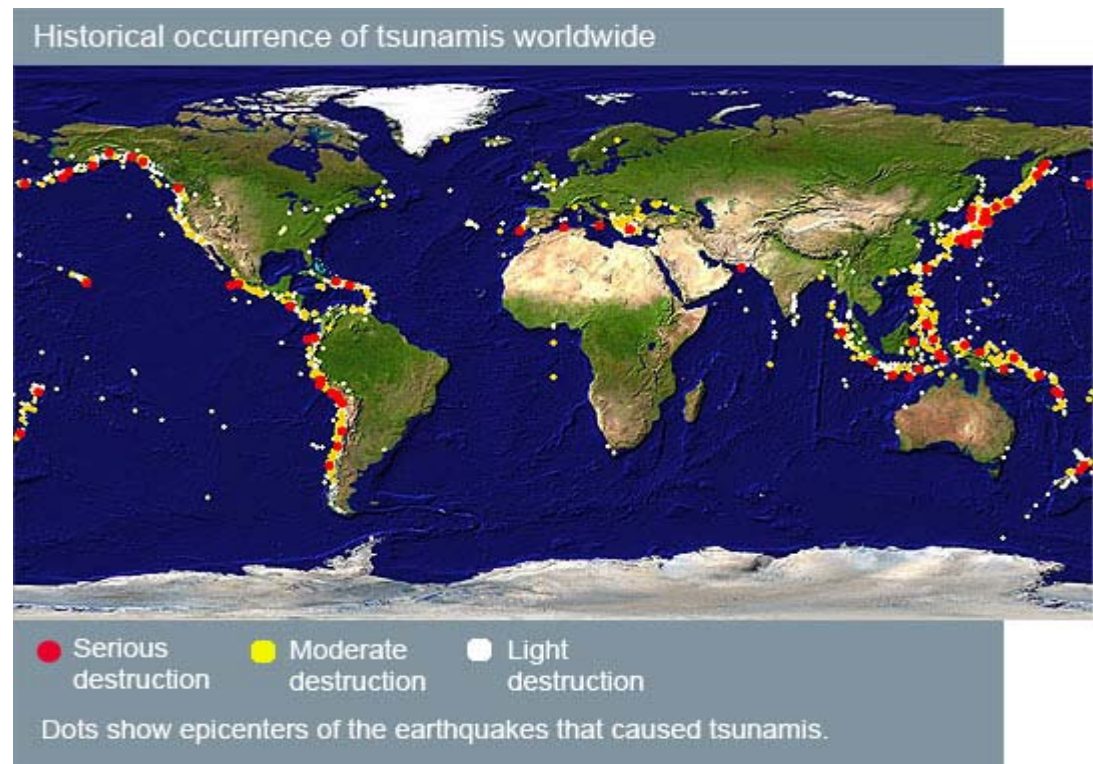 Historical occurrence of tsunamis worldwide
Serious
destruction
Moderate
destruction
Light
destruction
Dots show epicenters of the earthquakes that caused tsunamis.